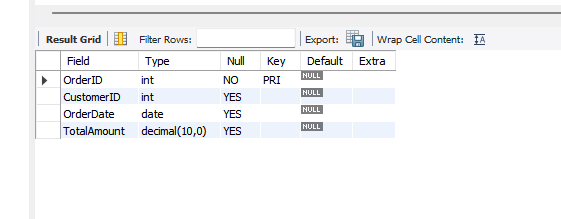 Result Grid Filter Rows: Export: Wrap Cell Content: IA
Field Type Null Key Default Extra
OrderID int NO PRI NULL
CustomerID int YES NULL
OrderDate date YES NULL
TotalAmount decimal(10,0) YES NULL